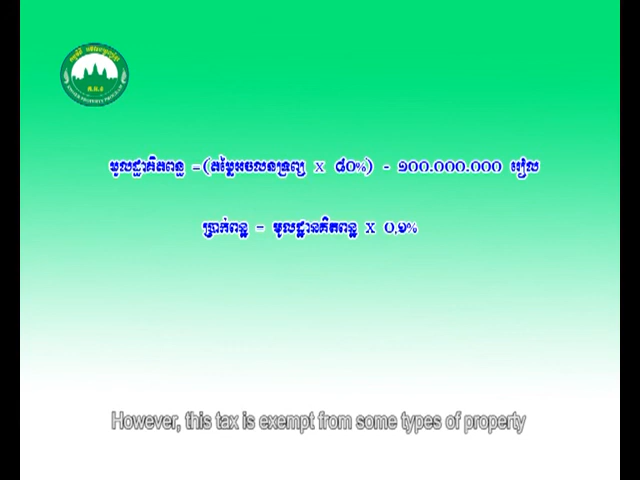 មូលដ្ឋាគិតពន្ធ =(តម្លៃអចលនទ្រព្យ X ៨០%) - ១០០.០០០.០០០ រៀល
ប្រាក់ពន្ធ = មូលដ្ឋានគិតពន្ធ X ០,១%
However, this tax is exempt from some types of property